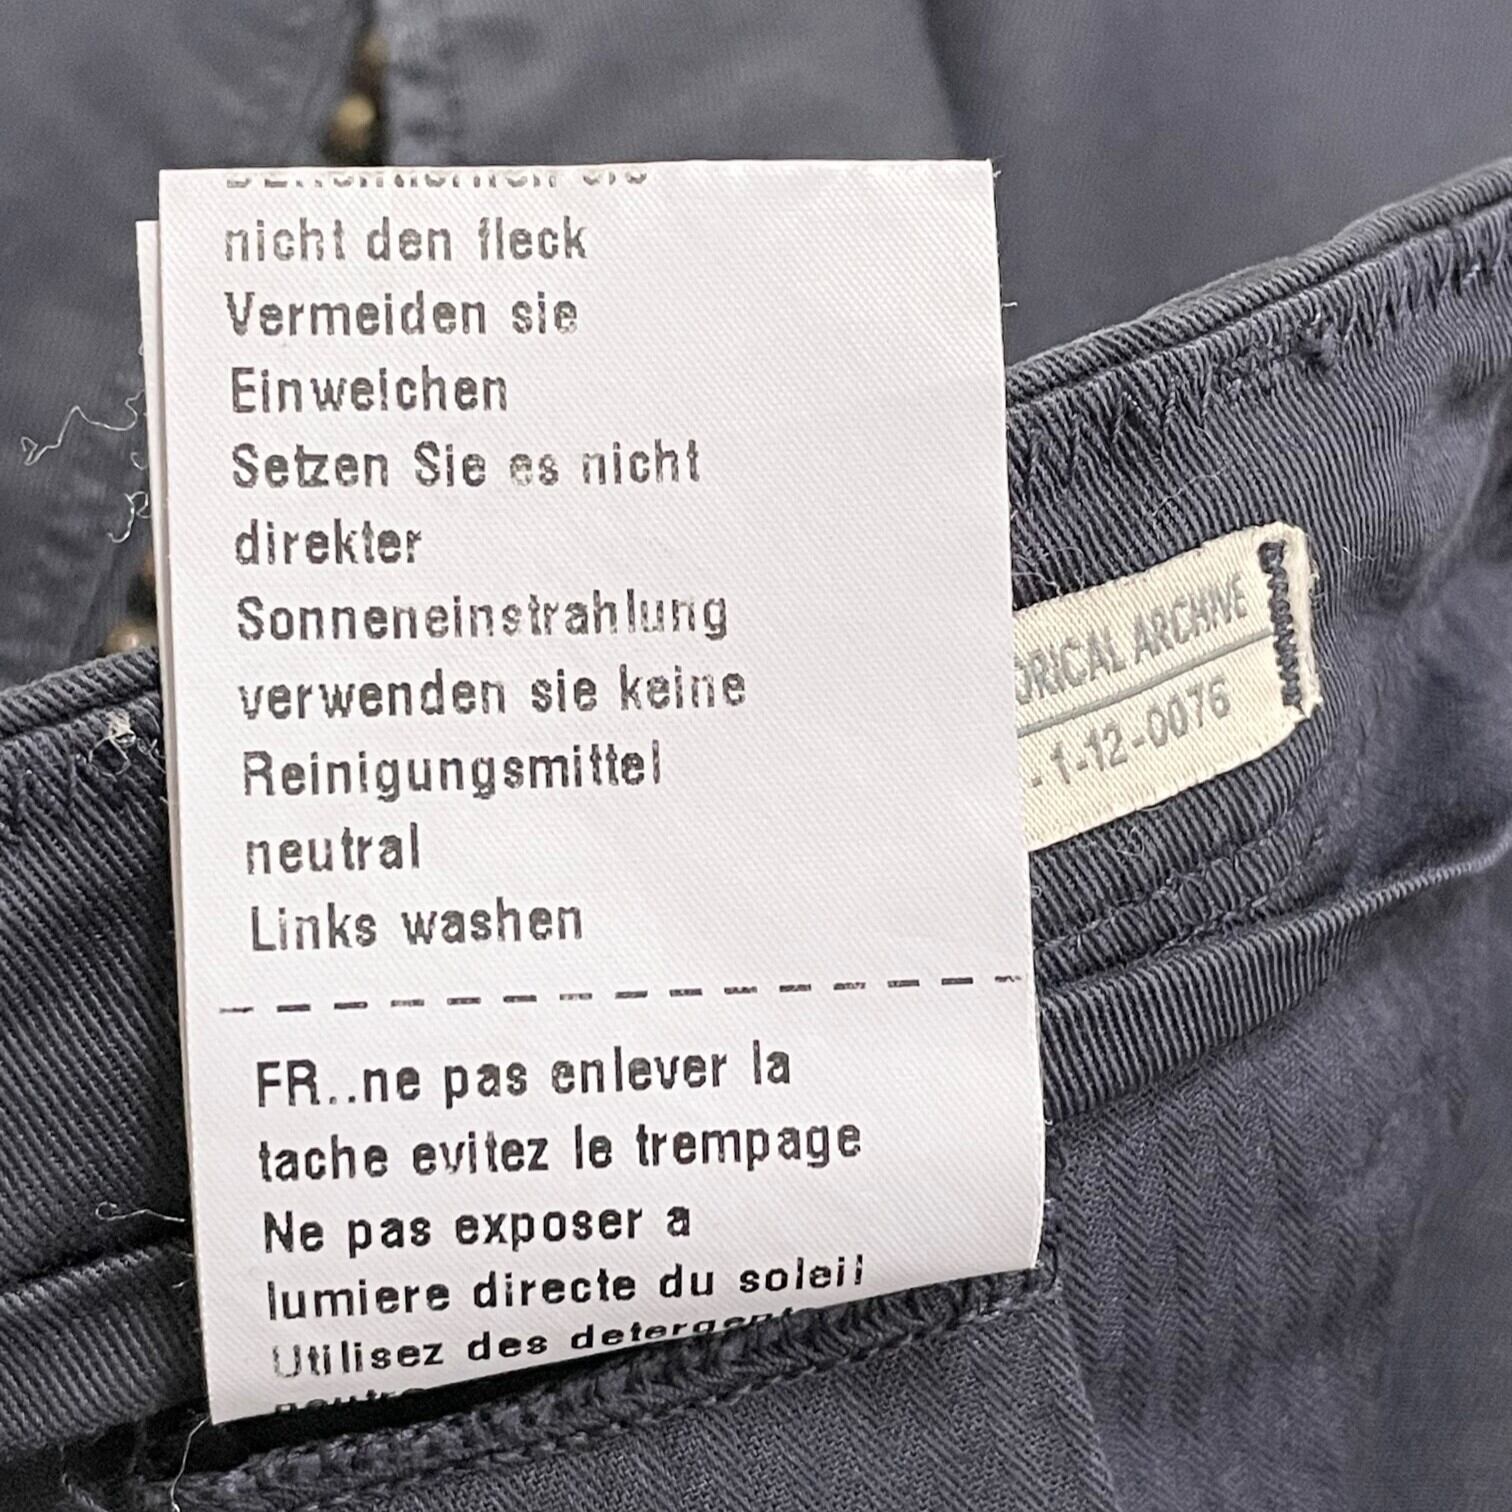 nicht den fleck
Vermeiden sie
Einweichen
Setzen Sie es nicht
direkter
Sonneneinstrahlung
verwenden sie keine
Reinigungsmittel
neutral
Links washen
FR..ne pas enlever la
tache evitez le trempage
Ne pas exposer a
lumiere directe du soleil
Utilisez des
ORICAL ARCHIVE
- 1-12-0076